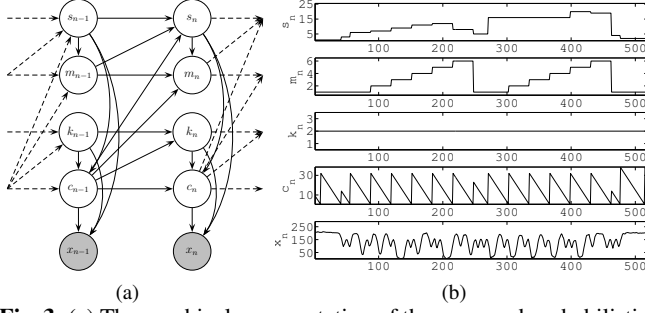 s_{n-1}
s_n
m_{n-1}
m_n
k_{n-1}
k_n
c_{n-1}
c_n
x_{n-1}
x_n
(a)
s_n
25
15
5
100 200 300 400 500
m_n
6
4
2
100 200 300 400 500
k_n
3
2
1
100 200 300 400 500
c_n
30
10
100 200 300 400 500
x_n
250
150
50
100 200 300 400 500
(b)
Fig. 3. (a) The graphical representation of the proposed probabilistic